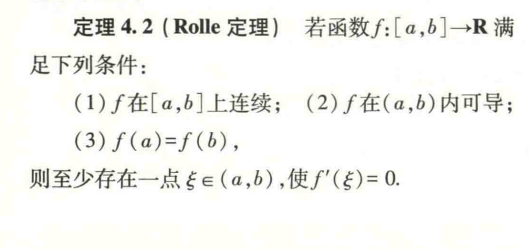 定理 4.2 (Rolle 定理) 若函数f:[a,b]→R 满
足下列条件:
(1) f在[a,b]上连续; (2) f在(a,b)内可导;
(3) f(a)=f(b),
则至少存在一点ξ∈(a,b),使f′(ξ)=0.